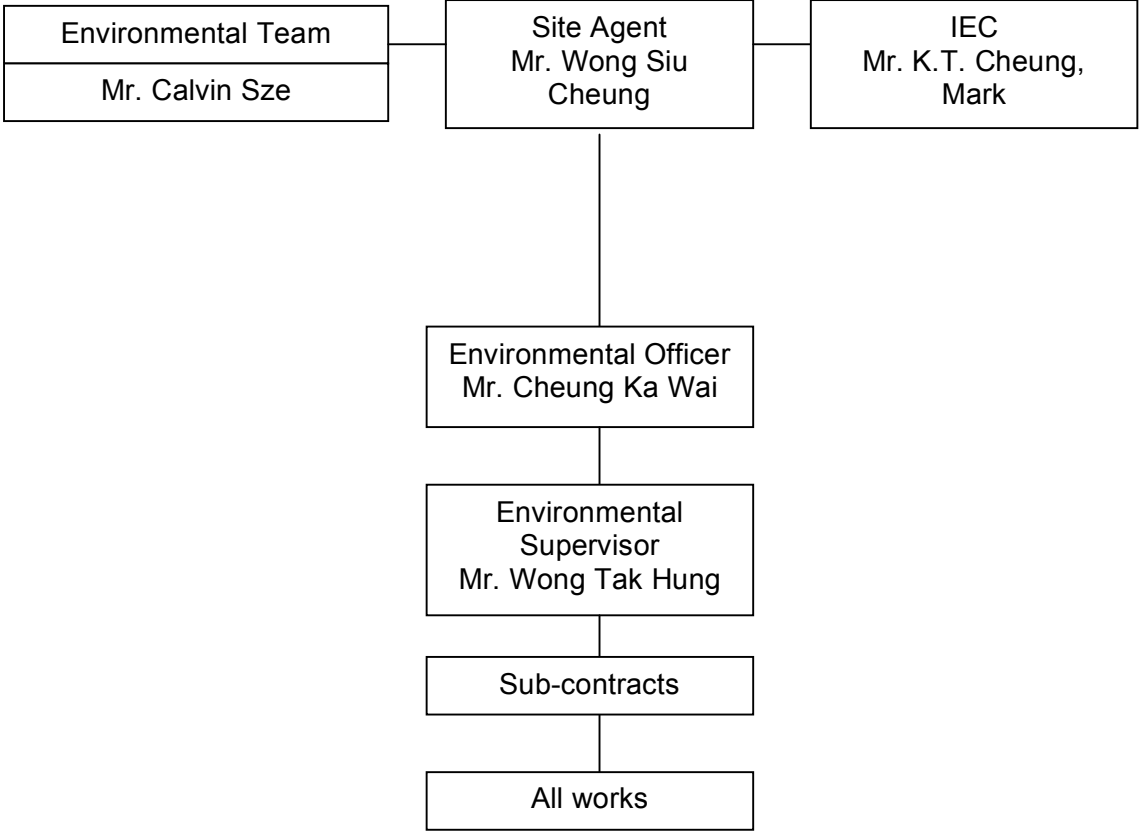 Environmental Team
Mr. Calvin Sze
Site Agent
Mr. Wong Siu
Cheung
IEC
Mr. K.T. Cheung,
Mark
Environmental Officer
Mr. Cheung Ka Wai
Environmental
Supervisor
Mr. Wong Tak Hung
Sub-contracts
All works